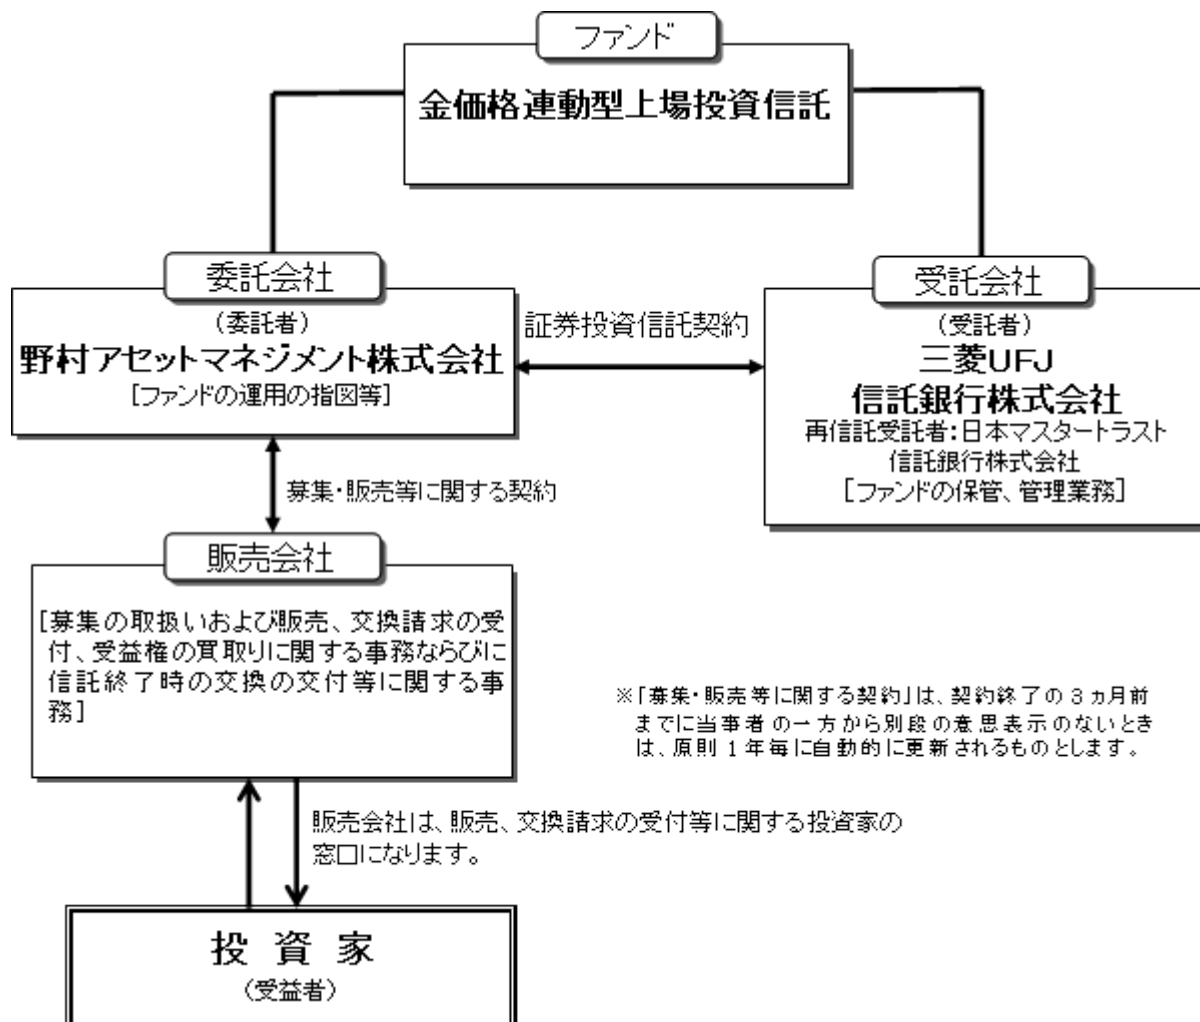 ファンド
金価格連動型上場投資信託
委託会社
(委託者)
野村アセットマネジメント株式会社
[ファンドの運用の指図等]
証券投資信託契約
受託会社
(受託者)
三菱UFJ
信託銀行株式会社
再信託受託者:日本マスタートラスト
信託銀行株式会社
[ファンドの保管、管理業務]
募集・販売等に関する契約
販売会社
[募集の取扱いおよび販売、交換請求の受
付、受益権の買取りに関する事務ならびに
信託終了時の交換の交付等に関する事
務]
※「募集・販売等に関する契約」は、契約終了の3ヵ月前
までに当事者の一方から別段の意思表示のないとき
は、原則1年毎に自動的に更新されるものとします。
販売会社は、販売、交換請求の受付等に関する投資家の
窓口になります。
投資家
(受益者)